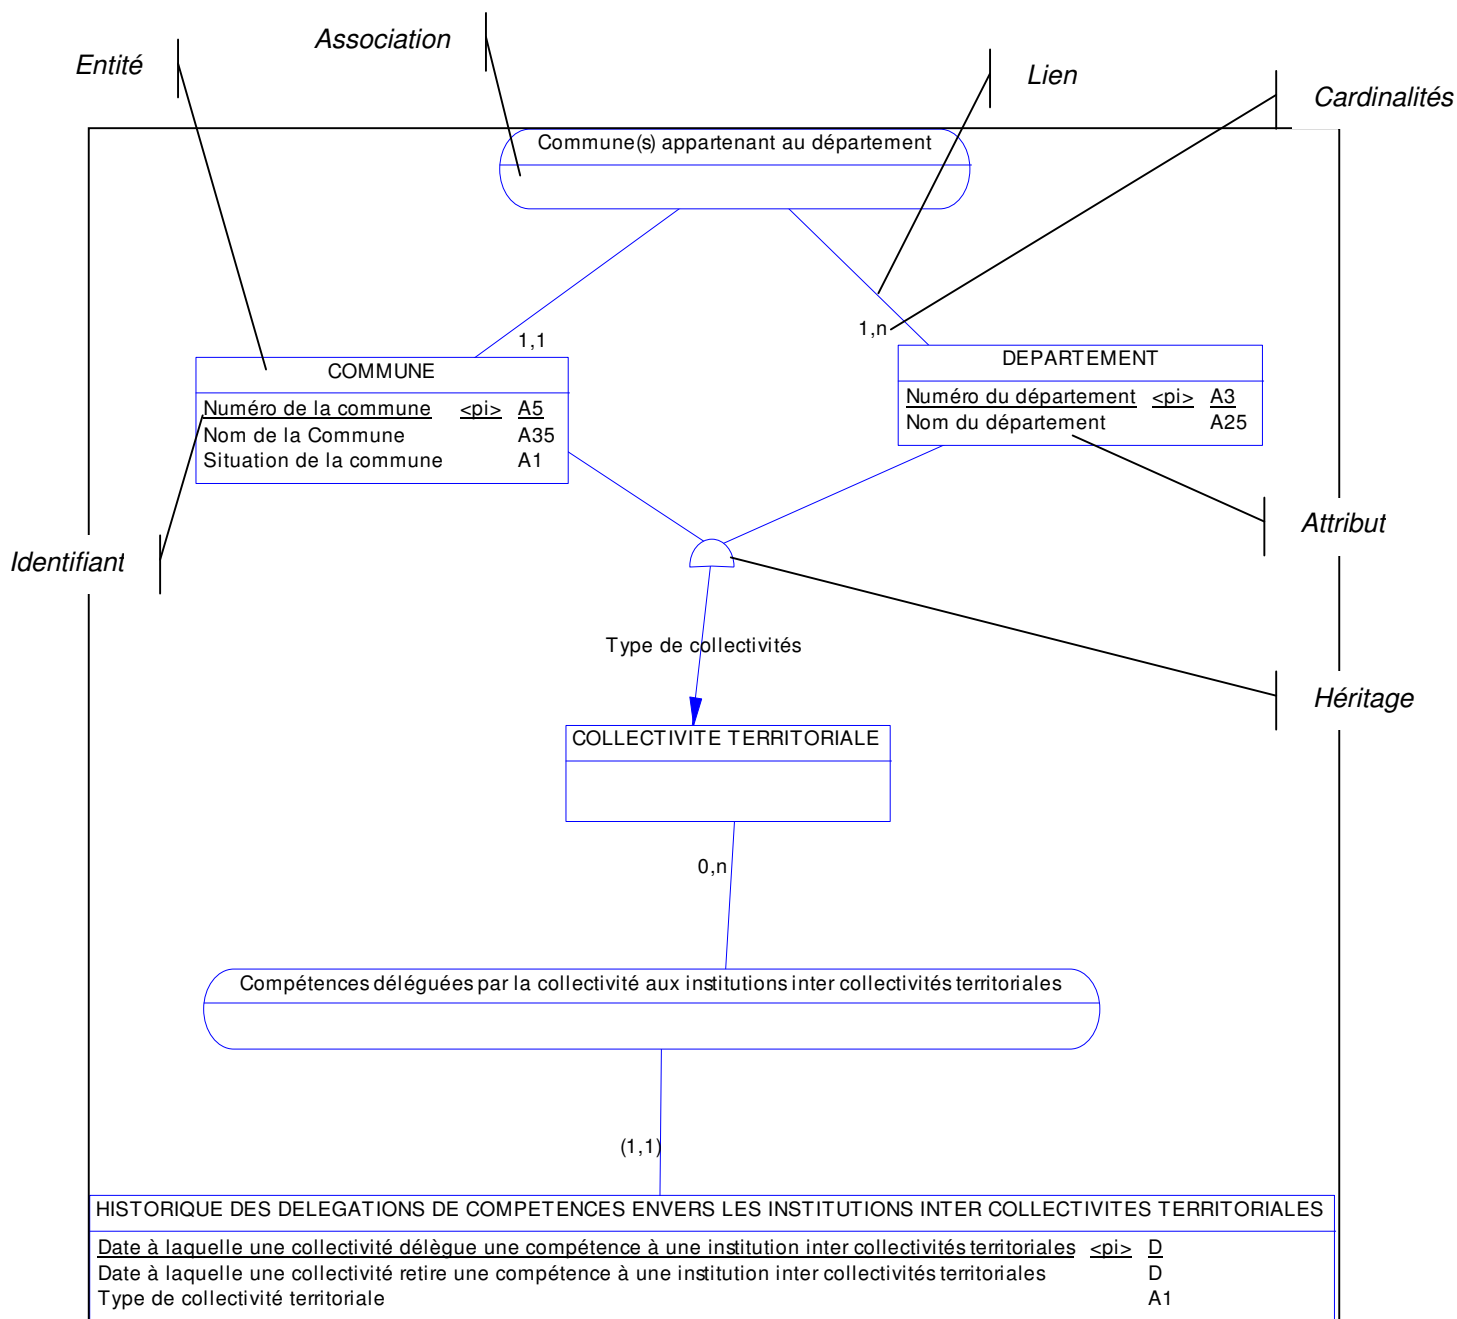 Association
Entité
Lien
Cardinalités
Commune(s) appartenant au département
1,n
1,1
COMMUNE
Numéro de la commune <pi> A5
Nom de la Commune A35
Situation de la commune A1
DEPARTEMENT
Numéro du département <pi> A3
Nom du département A25
Attribut
Identifiant
Type de collectivités
Héritage
COLLECTIVITE TERRITORIALE
0,n
Compétences déléguées par la collectivité aux institutions inter collectivités territoriales
(1,1)
HISTORIQUE DES DELEGATIONS DE COMPETENCES ENVERS LES INSTITUTIONS INTER COLLECTIVITES TERRITORIALES
Date à laquelle une collectivité délègue une compétence à une institution inter collectivités territoriales <pi> D
Date à laquelle une collectivité retire une compétence à une institution inter collectivités territoriales D
Type de collectivité territoriale A1